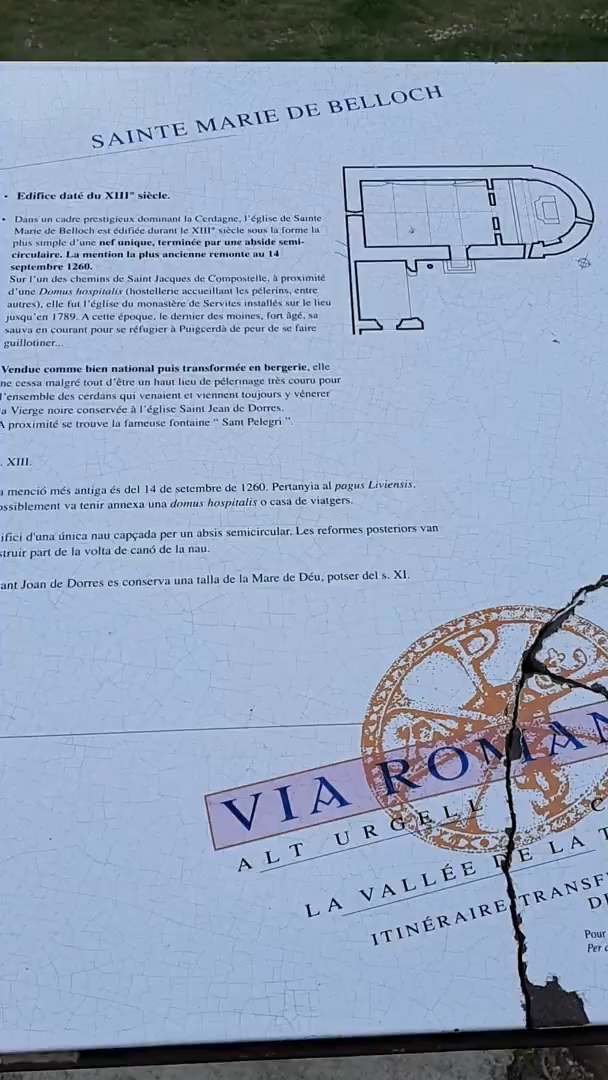 SAINTE MARIE DE BELLOCH
• Edifice daté du XIII° siècle.
• Dans un cadre prestigieux dominant la Cerdagne, l'église de Sainte
Marie de Belloch est édifiée durant le XIII° siècle sous la forme la
plus simple d'une nef unique, terminée par une abside semi-
circulaire. La mention la plus ancienne remonte au 14
septembre 1260.
Sur l'un des chemins de Saint Jacques de Compostelle, à proximité
d'une Domus hospitalis (hostellerie accueillant les pélerins, entre
autres), elle fut l'église du monastère de Servites installés sur le lieu
jusqu'en 1789. A cette époque, le dernier des moines, fort âgé, sa
sauva en courant pour se réfugier à Puigcerdà de peur de se faire
guillotiner...
Vendue comme bien national puis transformée en bergerie, elle
ne cessa malgré tout d'être un haut lieu de pélerinage très couru pour
l'ensemble des cerdans qui venaient et viennent toujours y vénérer
a Vierge noire conservée à l'église Saint Jean de Dorres.
A proximité se trouve la fameuse fontaine " Sant Pelegri ".
. XIII.
a menció més antiga és del 14 de setembre de 1260. Pertanyia al pagus Liviensis.
ossiblement va tenir annexa una domus hospitalis o casa de viatgers.
ifici d'una única nau capçada per un absis semicircular. Les reformes posteriors van
struir part de la volta de canó de la nau.
ant Joan de Dorres es conserva una talla de la Mare de Déu, potser del s. XI.
VIA ROMAN
ALT URGELL C
LA VALLÉE DE LA T
ITINÉRAIRE TRANSF
DE
Pour
Per